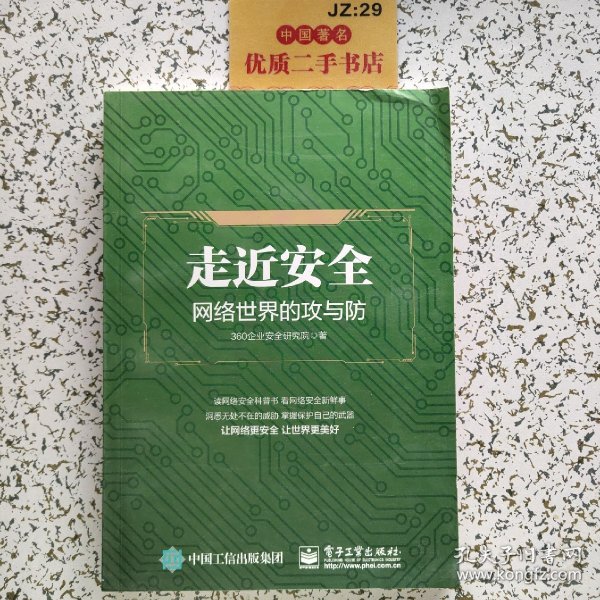 JZ:29
中国著名
优质二手书店
走近安全
网络世界的攻与防
360企业安全研究院◎著
读网络安全科普书 看网络安全新鲜事
洞悉无处不在的威胁 掌握保护自己的武器
让网络更安全 让世界更美好
中国工信出版集团
电子工业出版社
PUBLISHING HOUSE OF ELECTRONICS INDUSTRY
http://www.phei.com.cn
孔夫子旧书网
www.kongfz.com